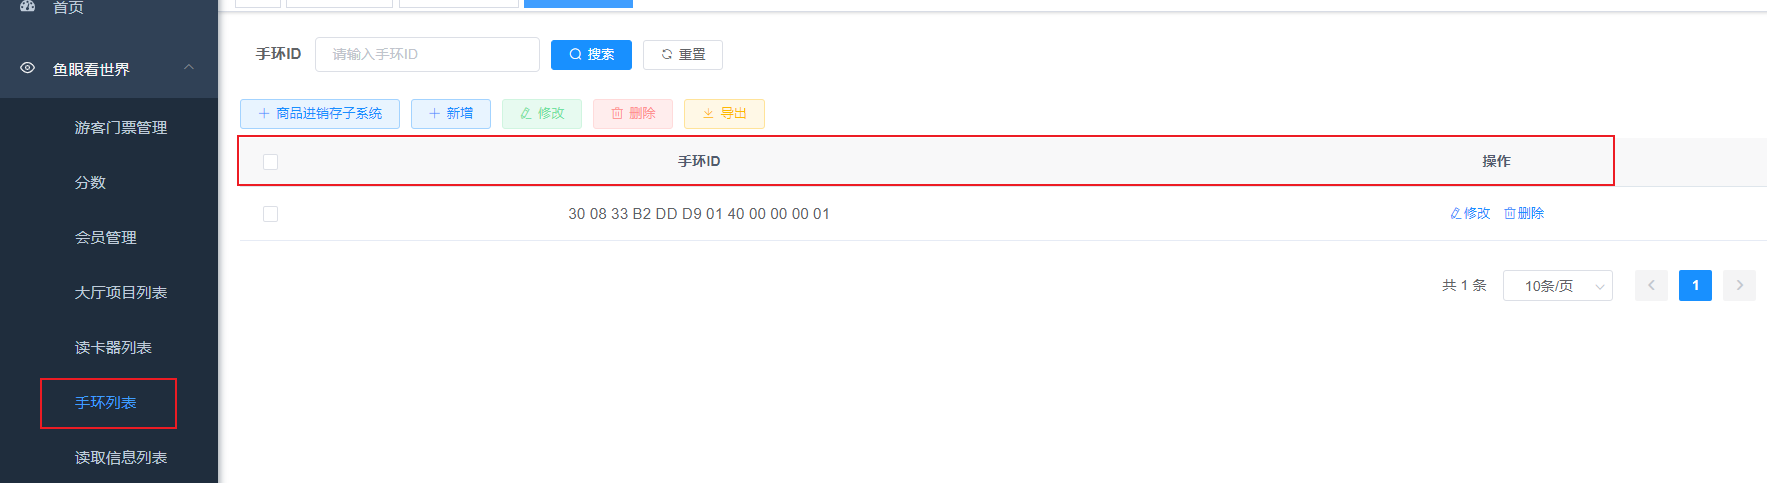 首页
鱼眼看世界
游客门票管理
分数
会员管理
大厅项目列表
读卡器列表
手环列表
读取信息列表
手环ID 请输入手环ID 搜索 重置
商品进销存子系统 新增 修改 删除 导出
手环ID 操作
30 08 33 B2 DD D9 01 40 00 00 00 01 修改 删除
共 1 条 10条/页 1